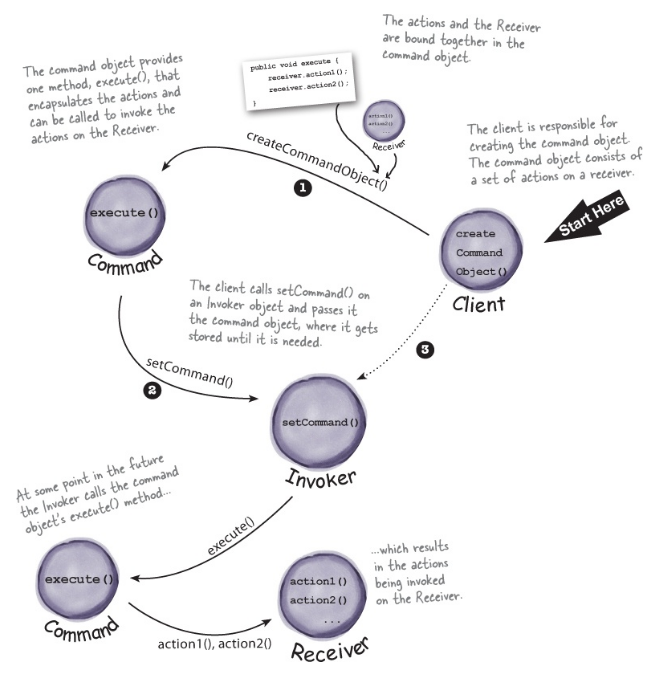 The actions and the Receiver
are bound together in the
command object.
The command object provides
one method, execute(), that
encapsulates the actions and
can be called to invoke the
actions on the Receiver.
public void execute {
receiver.action1();
receiver.action2();
}
action1()
action2()
...
Receiver
The client is responsible for
creating the command object.
The command object consists of
a set of actions on a receiver.
Start Here
createCommandObject()
1
execute()
Command
create
Command
Object()
Client
The client calls setCommand() on
an Invoker object and passes it
the command object, where it gets
stored until it is needed.
3
setCommand()
2
setCommand()
Invoker
At some point in the future
the Invoker calls the command
object's execute() method...
execute()
...which results
in the actions
being invoked
on the Receiver.
execute()
Command
action1()
action2()
...
Receiver
action1(), action2()